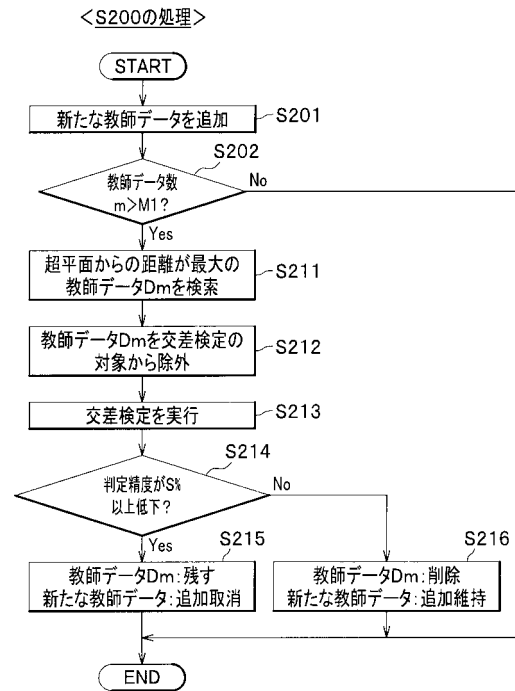 <S200の処理>
START
新たな教師データを追加
S201
S202
教師データ数
m>M1?
No
Yes
超平面からの距離が最大の
教師データDmを検索
S211
教師データDmを交差検定の
対象から除外
S212
交差検定を実行
S213
S214
判定精度がS%
以上低下?
No
Yes
S215
教師データDm:残す
新たな教師データ:追加取消
S216
教師データDm:削除
新たな教師データ:追加維持
END